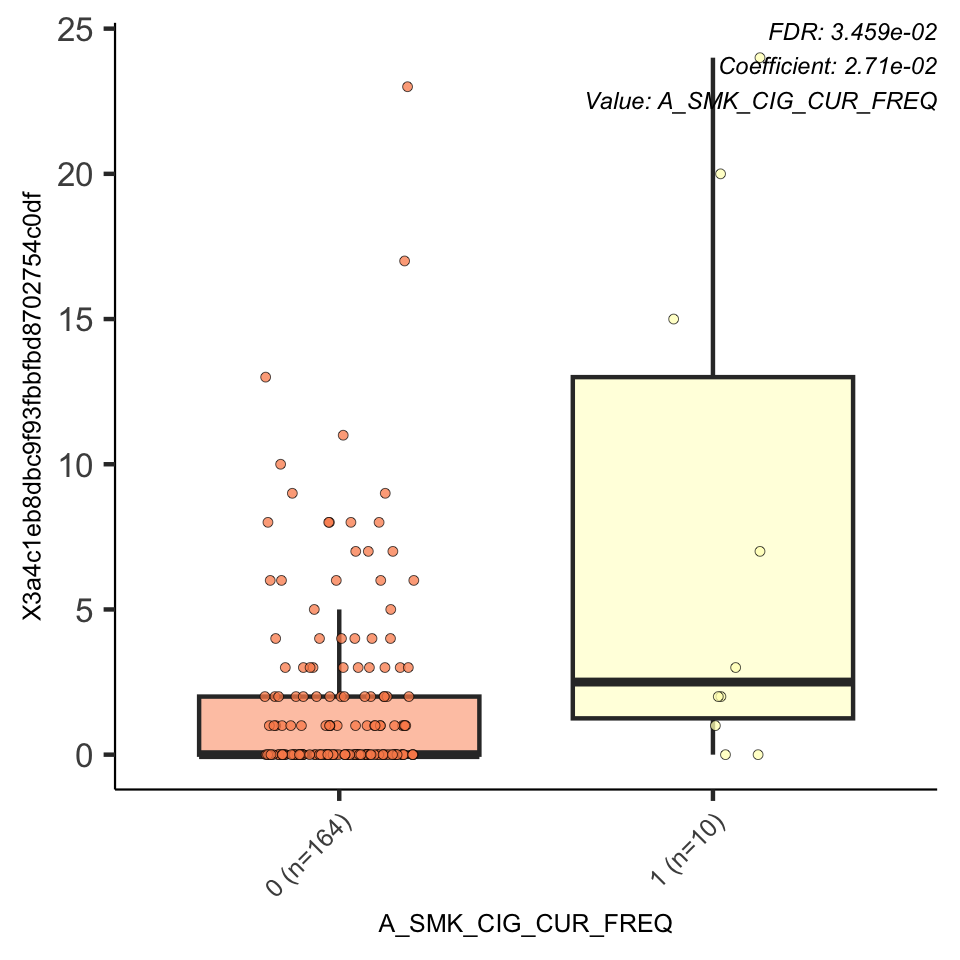 FDR: 3.459e-02
Coefficient: 2.71e-02
Value: A_SMK_CIG_CUR_FREQ
25
20
15
10
5
0
X3a4c1eb8dbc9f93fbbfbd8702754c0df
0 (n=164)
1 (n=10)
A_SMK_CIG_CUR_FREQ